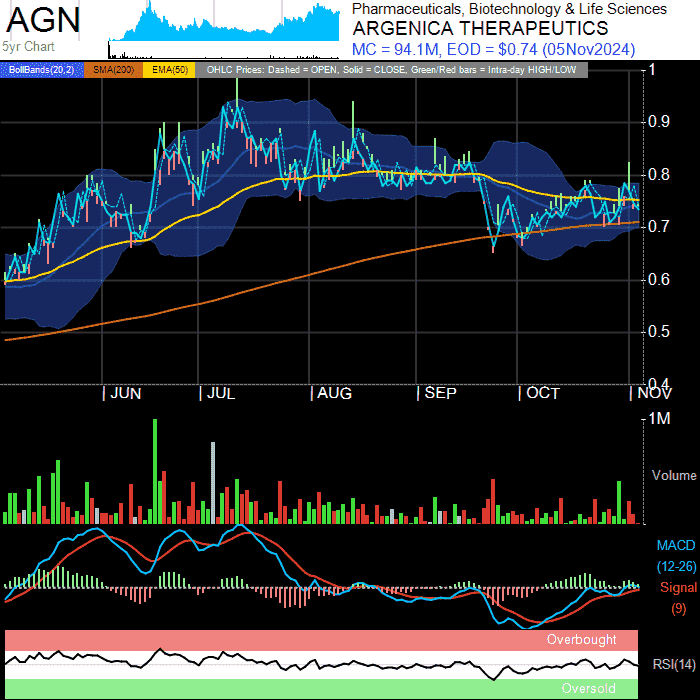 AGN
5yr Chart
Pharmaceuticals, Biotechnology & Life Sciences
ARGENICA THERAPEUTICS
MC = 94.1M, EOD = $0.74 (05Nov2024)
BollBands(20,2) SMA(200) EMA(50) OHLC Prices: Dashed = OPEN, Solid = CLOSE, Green/Red bars = Intra-day HIGH/LOW
1
0.9
0.8
0.7
0.6
0.5
0.4
JUN JUL AUG SEP OCT NOV
1M
Volume
MACD
(12-26)
Signal
(9)
Overbought
RSI(14)
Oversold